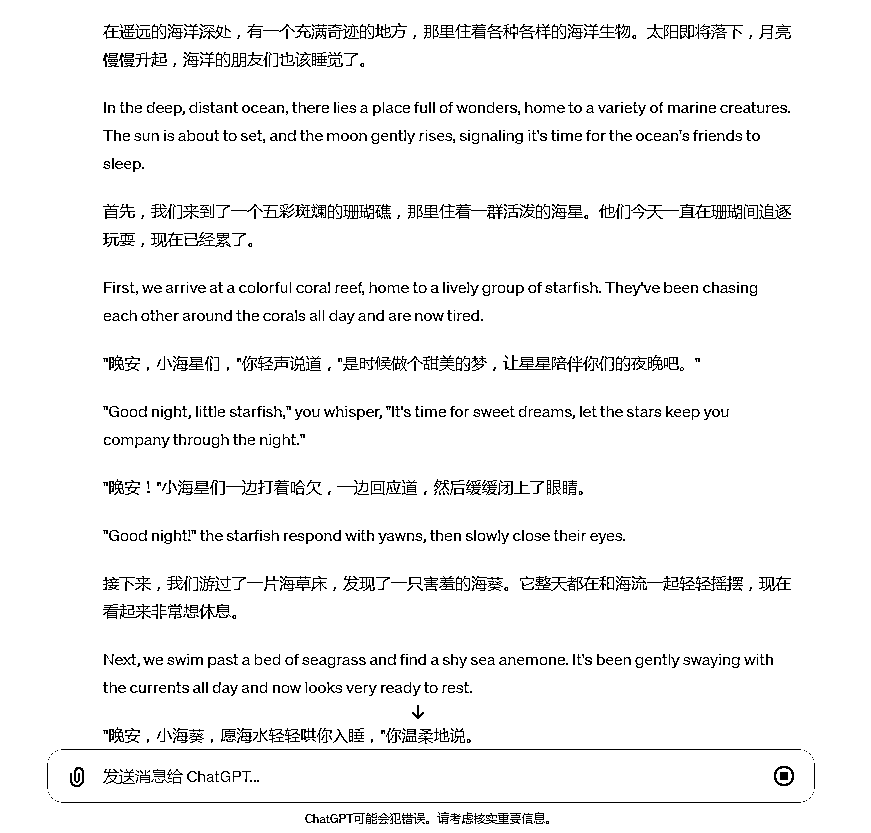 在遥远的海洋深处，有一个充满奇迹的地方，那里住着各种各样的海洋生物。太阳即将落下，月亮
慢慢升起，海洋的朋友们也该睡觉了。
In the deep, distant ocean, there lies a place full of wonders, home to a variety of marine creatures.
The sun is about to set, and the moon gently rises, signaling it's time for the ocean's friends to
sleep.
首先，我们来到了一个五彩斑斓的珊瑚礁，那里住着一群活泼的海星。他们今天一直在珊瑚间追逐
玩耍，现在已经累了。
First, we arrive at a colorful coral reef, home to a lively group of starfish. They've been chasing
each other around the corals all day and are now tired.
"晚安，小海星们，"你轻声说道，"是时候做个甜美的梦，让星星陪伴你们的夜晚吧。"
"Good night, little starfish," you whisper, "It's time for sweet dreams, let the stars keep you
company through the night."
"晚安！"小海星们一边打着哈欠，一边回应道，然后缓缓闭上了眼睛。
"Good night!" the starfish respond with yawns, then slowly close their eyes.
接下来，我们游过了一片海草床，发现了一只害羞的海葵。它整天都在和海流一起轻轻摇摆，现在
看起来非常想休息。
Next, we swim past a bed of seagrass and find a shy sea anemone. It's been gently swaying with
the currents all day and now looks very ready to rest.
"晚安，小海葵，愿海水轻轻哄你入睡，"你温柔地说。
发送消息给 ChatGPT...
ChatGPT可能会犯错误。请考虑核实重要信息。